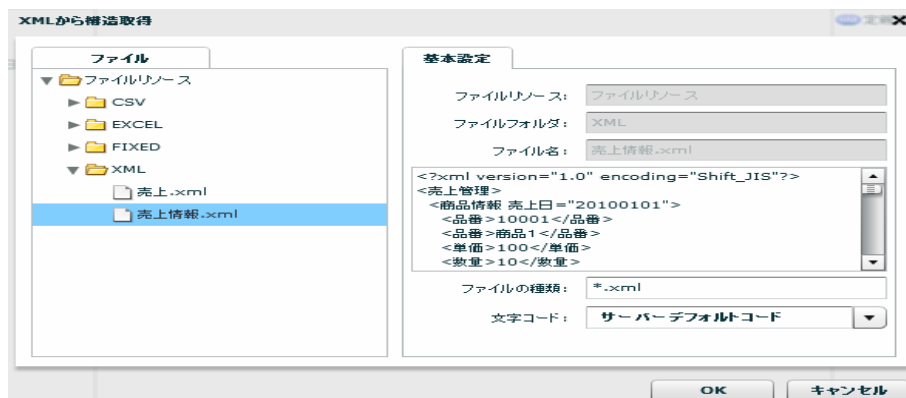 XMLから構造取得
ファイル
ファイルリソース
CSV
EXCEL
FIXED
XML
売上.xml
売上情報.xml
基本設定
ファイルリソース: ファイルリソース
ファイルフォルダ: XML
ファイル名: 売上情報.xml
<?xml version="1.0" encoding="Shift_JIS"?>
<売上管理>
<商品情報 売上日="20100101">
<品番>10001</品番>
<品番>商品1</品番>
<単価>100</単価>
<数量>10</数量>
ファイルの種類: *.xml
文字コード: サーバーデフォルトコード
OK
キャンセル